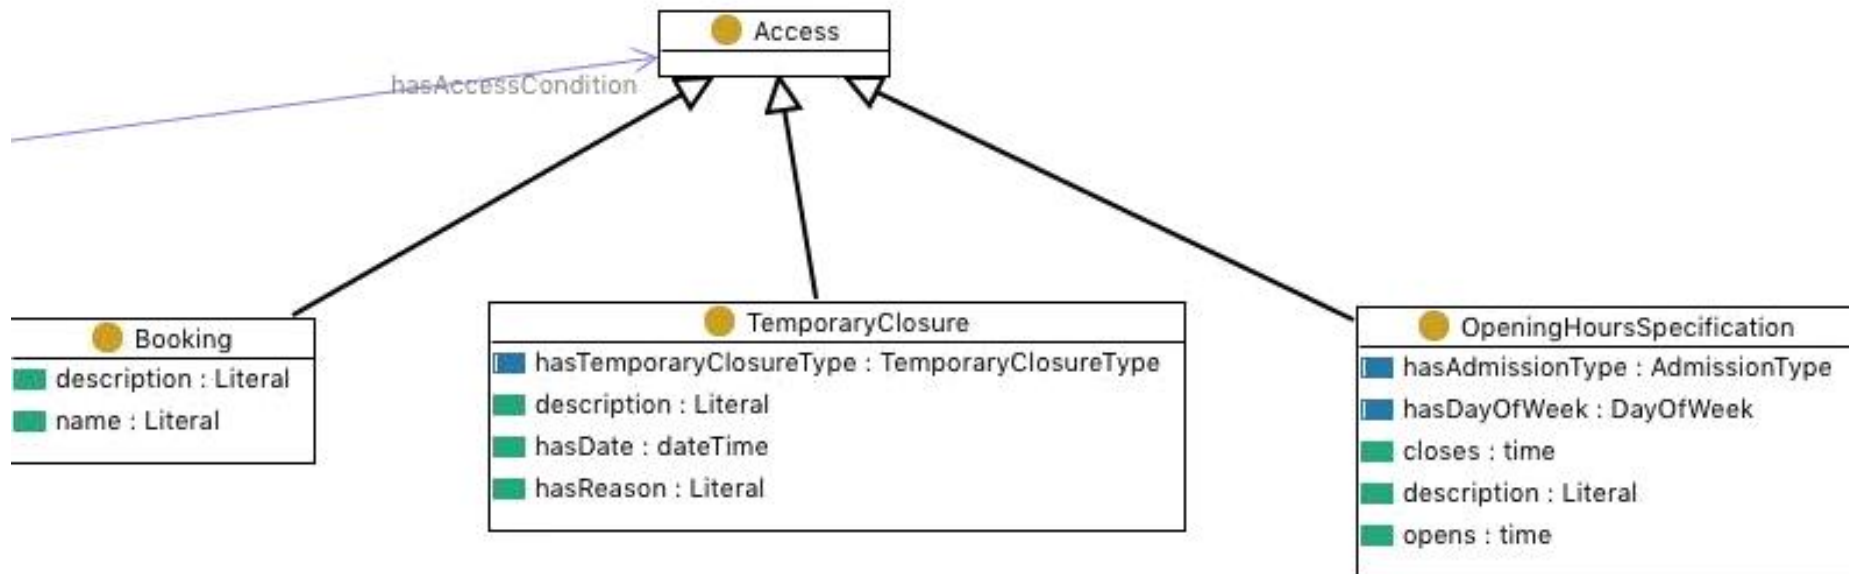 Access
hasAccessCondition
Booking
description : Literal
name : Literal
TemporaryClosure
hasTemporaryClosureType : TemporaryClosureType
description : Literal
hasDate : dateTime
hasReason : Literal
OpeningHoursSpecification
hasAdmissionType : AdmissionType
hasDayOfWeek : DayOfWeek
closes : time
description : Literal
opens : time